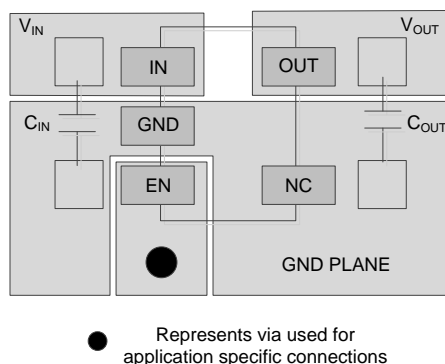 VIN
VOUT
IN
OUT
CIN
GND
COUT
EN
NC
GND PLANE
Represents via used for
application specific connections